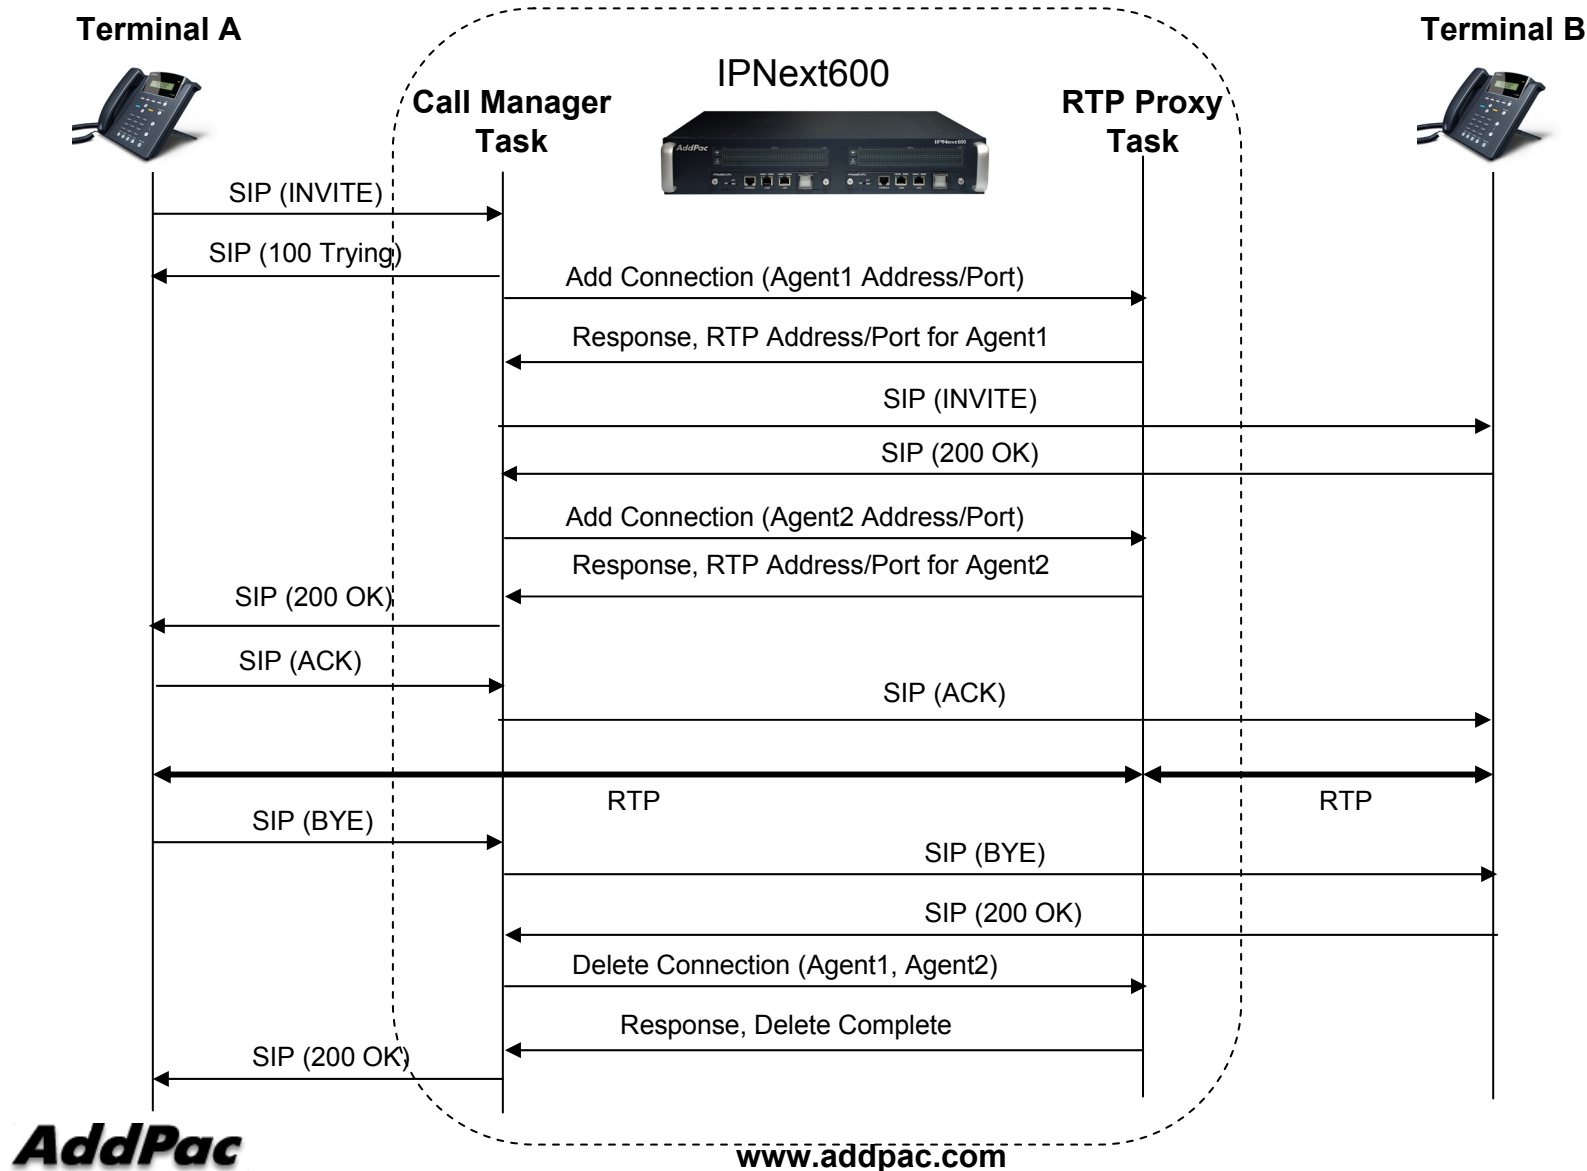 Terminal A
Terminal B
IPNext600
Call Manager
Task
RTP Proxy
Task
AddPac
IPNext600
SIP (INVITE)
SIP (100 Trying)
Add Connection (Agent1 Address/Port)
Response, RTP Address/Port for Agent1
SIP (INVITE)
SIP (200 OK)
Add Connection (Agent2 Address/Port)
Response, RTP Address/Port for Agent2
SIP (200 OK)
SIP (ACK)
SIP (ACK)
RTP
RTP
SIP (BYE)
SIP (BYE)
SIP (200 OK)
Delete Connection (Agent1, Agent2)
Response, Delete Complete
SIP (200 OK)
AddPac
www.addpac.com